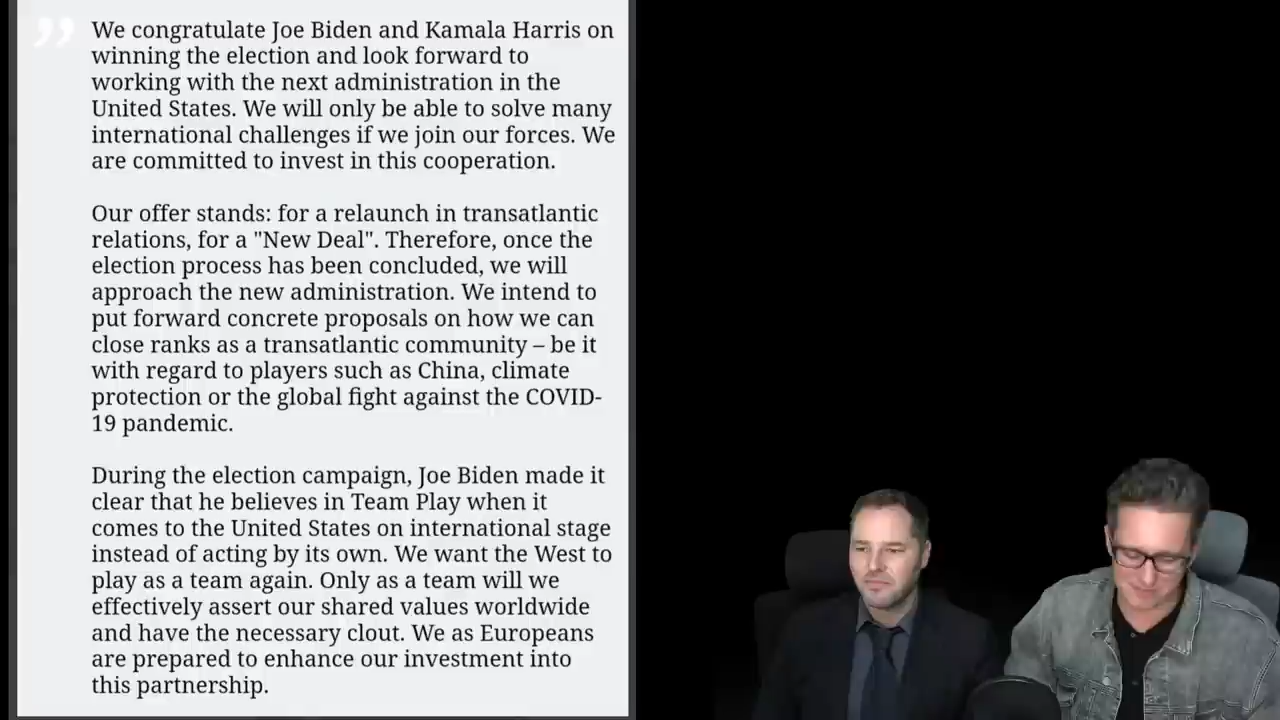 We congratulate Joe Biden and Kamala Harris on
winning the election and look forward to
working with the next administration in the
United States. We will only be able to solve many
international challenges if we join our forces. We
are committed to invest in this cooperation.
Our offer stands: for a relaunch in transatlantic
relations, for a "New Deal". Therefore, once the
election process has been concluded, we will
approach the new administration. We intend to
put forward concrete proposals on how we can
close ranks as a transatlantic community – be it
with regard to players such as China, climate
protection or the global fight against the COVID-
19 pandemic.
During the election campaign, Joe Biden made it
clear that he believes in Team Play when it
comes to the United States on international stage
instead of acting by its own. We want the West to
play as a team again. Only as a team will we
effectively assert our shared values worldwide
and have the necessary clout. We as Europeans
are prepared to enhance our investment into
this partnership.